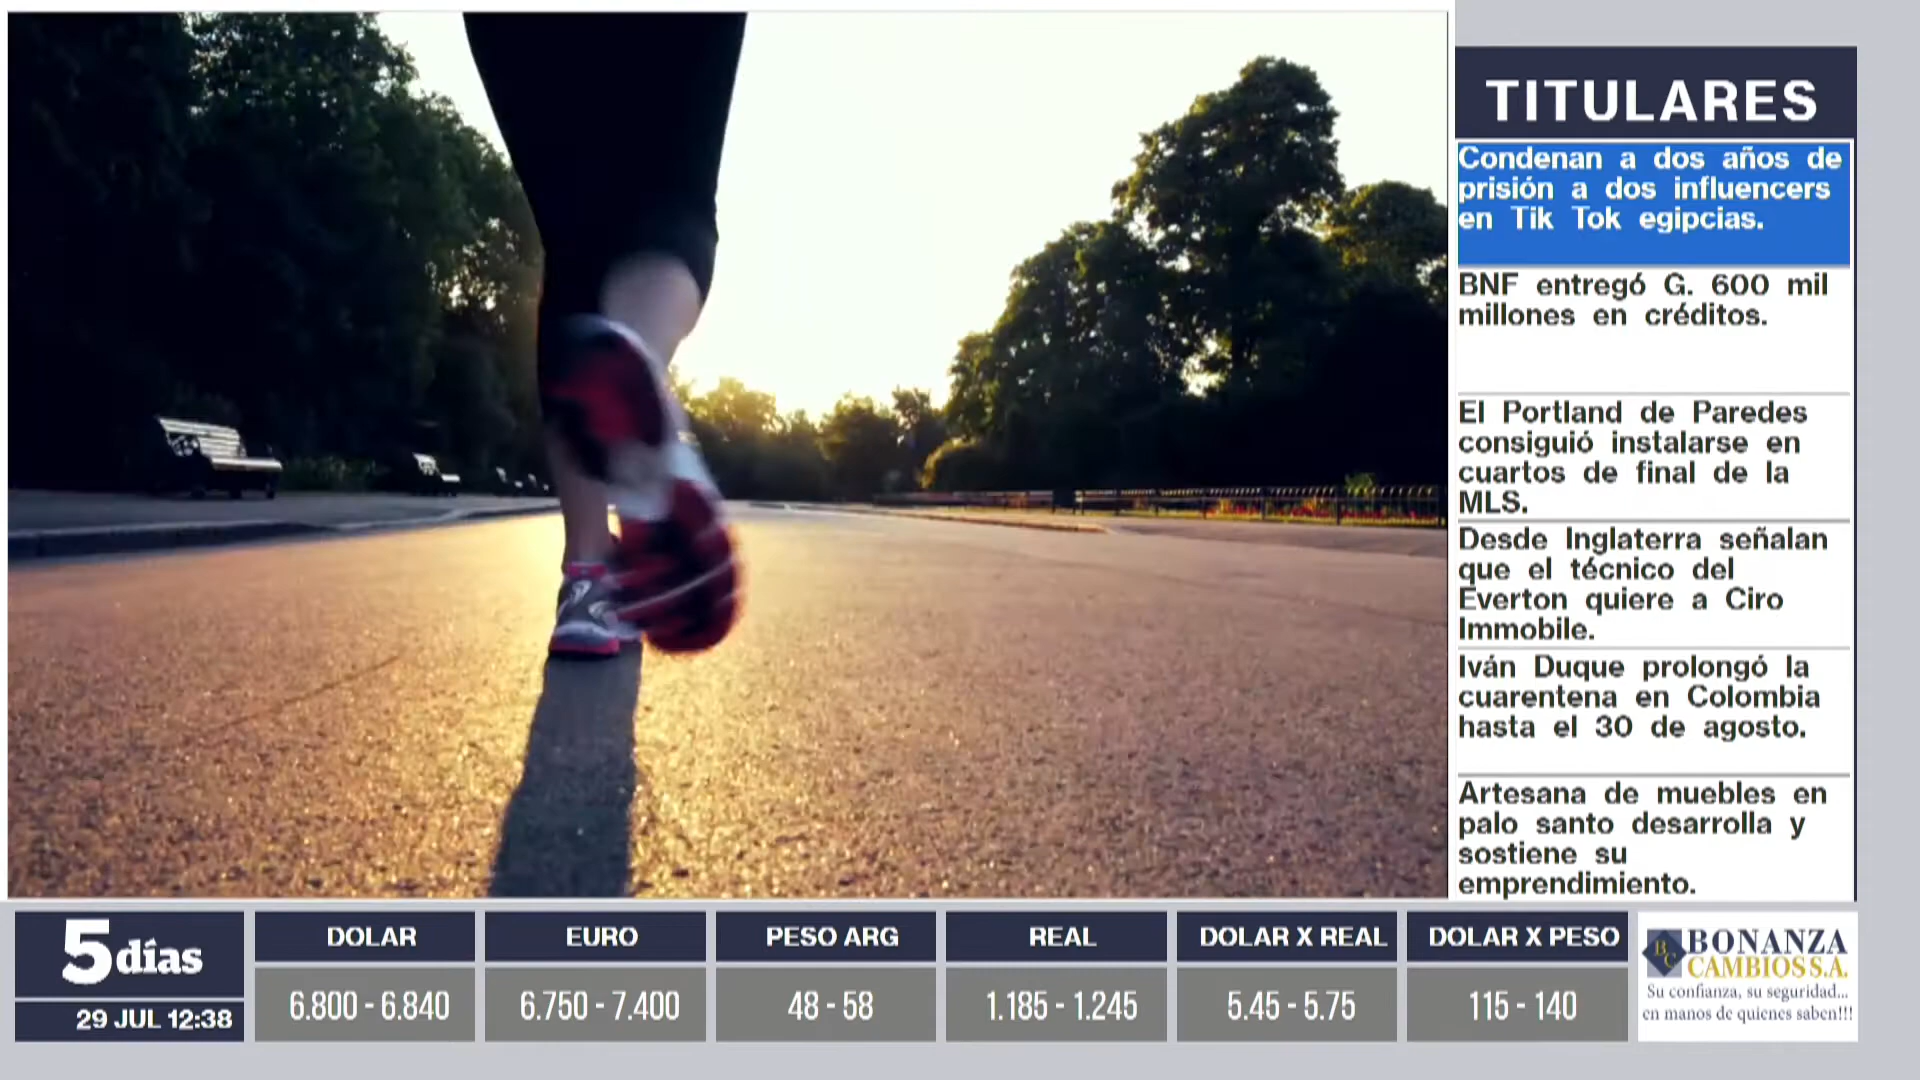 TITULARES
Condenan a dos años de
prisión a dos influencers
en Tik Tok egipcias.
BNF entregó G. 600 mil
millones en créditos.
El Portland de Paredes
consiguió instalarse en
cuartos de final de la
MLS.
Desde Inglaterra señalan
que el técnico del
Everton quiere a Ciro
Immobile.
Iván Duque prolongó la
cuarentena en Colombia
hasta el 30 de agosto.
Artesana de muebles en
palo santo desarrolla y
sostiene su
emprendimiento.
5días
29 JUL 12:38
DOLAR
6.800 - 6.840
EURO
6.750 - 7.400
PESO ARG
48 - 58
REAL
1.185 - 1.245
DOLAR X REAL
5.45 - 5.75
DOLAR X PESO
115 - 140
BC
BONANZA
CAMBIOS S.A.
Su confianza, su seguridad...
en manos de quienes saben!!!